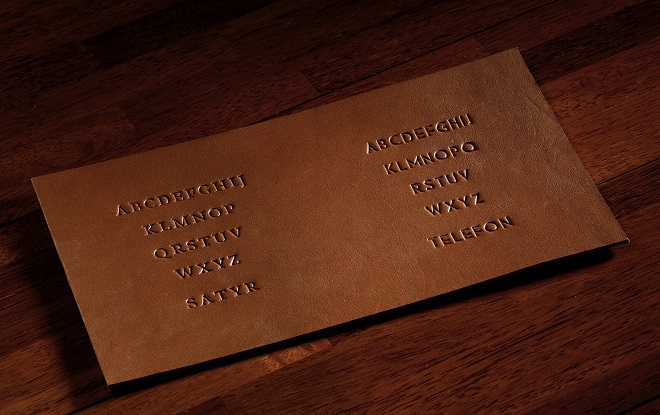 ABCDEFGHIJ
KLMNOP
QRSTUV
WXYZ
SATYR
ABCDEFGHIJ
KLMNOPQ
RSTUV
WXYZ
TELEFON